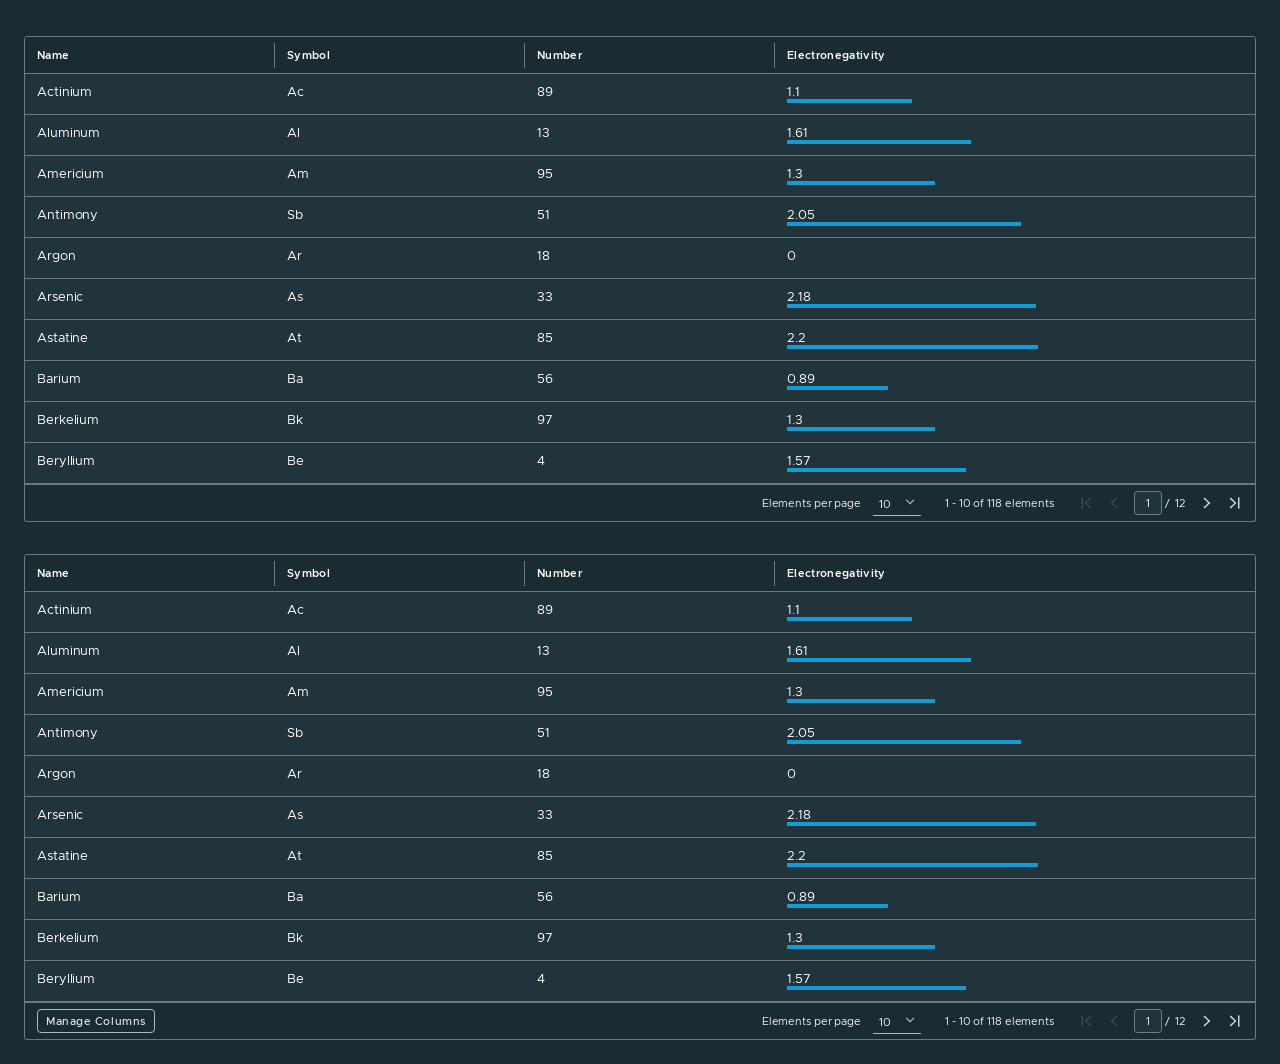 Name Symbol Number Electronegativity
Actinium Ac 89 1.1
Aluminum Al 13 1.61
Americium Am 95 1.3
Antimony Sb 51 2.05
Argon Ar 18 0
Arsenic As 33 2.18
Astatine At 85 2.2
Barium Ba 56 0.89
Berkelium Bk 97 1.3
Beryllium Be 4 1.57
Elements per page 10 1 - 10 of 118 elements 1 / 12
Name Symbol Number Electronegativity
Actinium Ac 89 1.1
Aluminum Al 13 1.61
Americium Am 95 1.3
Antimony Sb 51 2.05
Argon Ar 18 0
Arsenic As 33 2.18
Astatine At 85 2.2
Barium Ba 56 0.89
Berkelium Bk 97 1.3
Beryllium Be 4 1.57
Manage Columns Elements per page 10 1 - 10 of 118 elements 1 / 12